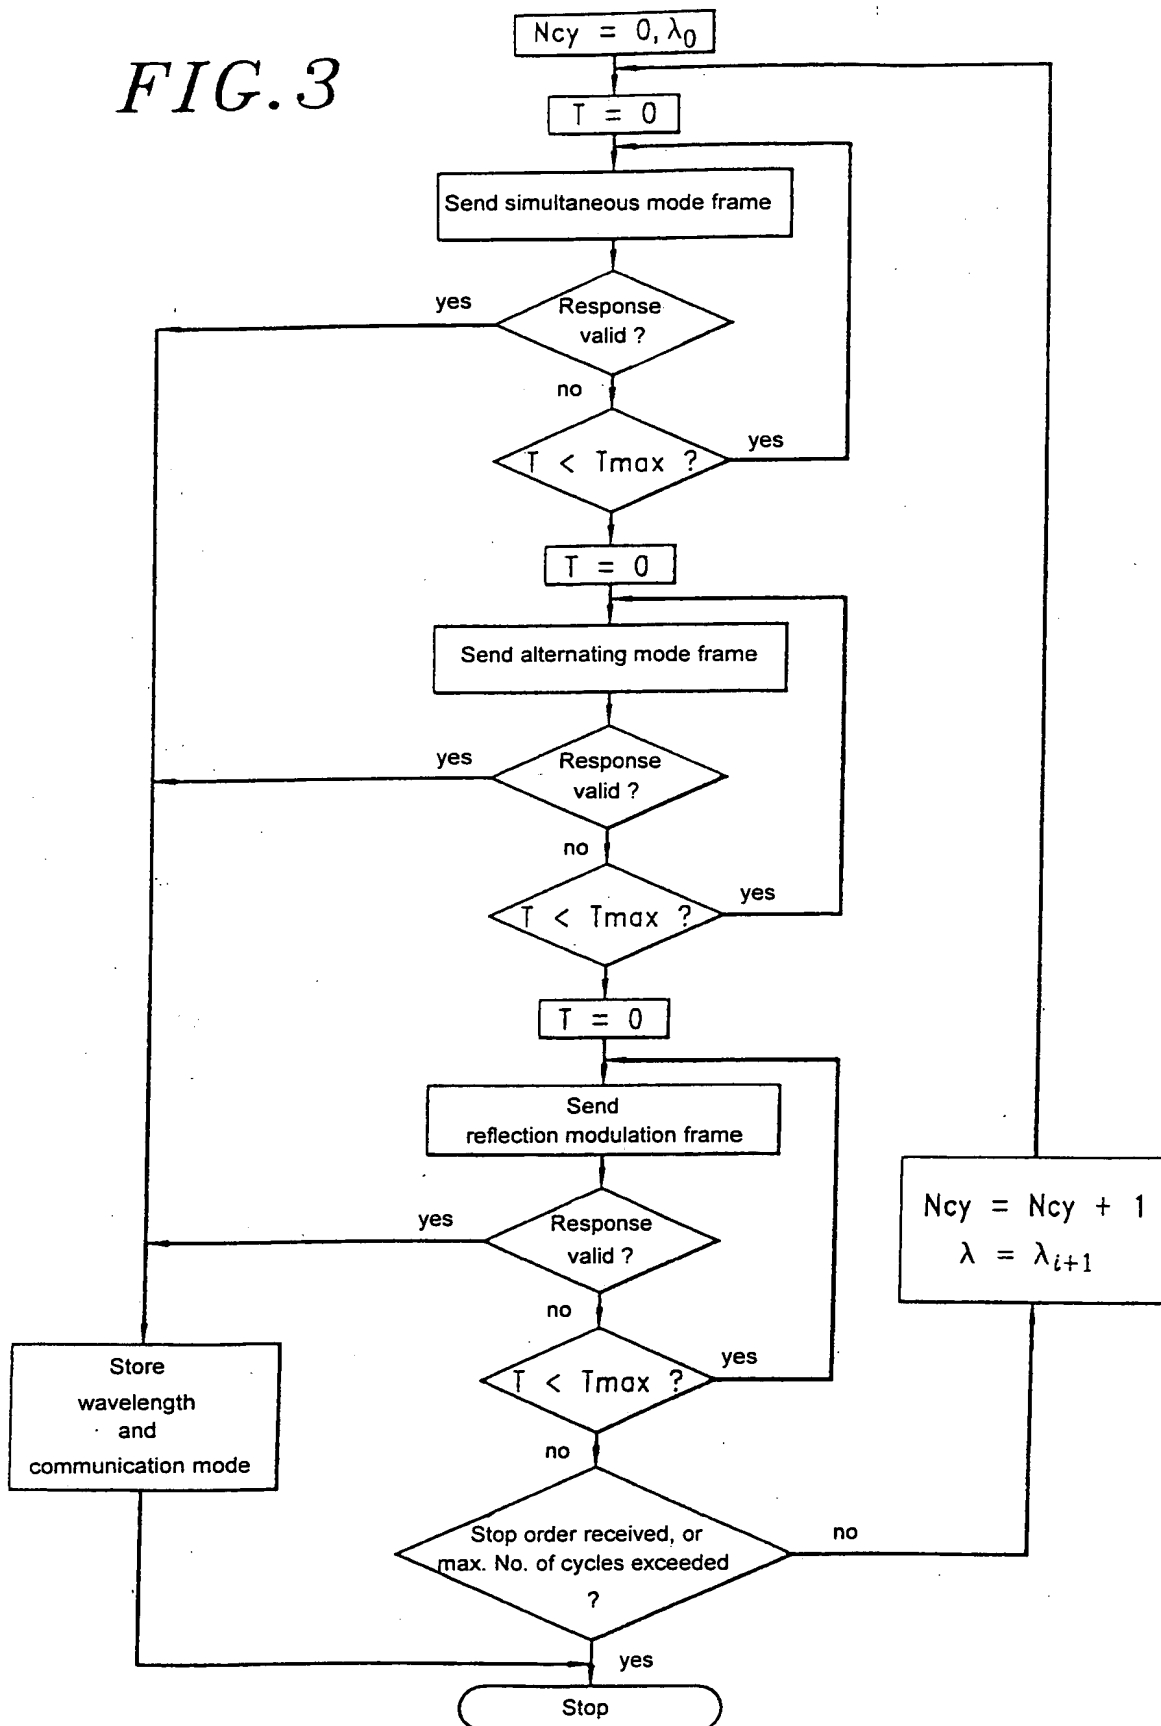 FIG.3
Ncy = 0, λ0
T = 0
Send simultaneous mode frame
Response
valid ?
yes
no
T < Tmax ?
yes
T = 0
Send alternating mode frame
Response
valid ?
yes
no
T < Tmax ?
yes
T = 0
Send
reflection modulation frame
Response
valid ?
yes
no
T < Tmax ?
yes
no
Ncy = Ncy + 1
λ = λi+1
Store
wavelength
and
communication mode
Stop order received, or
max. No. of cycles exceeded
?
no
yes
Stop